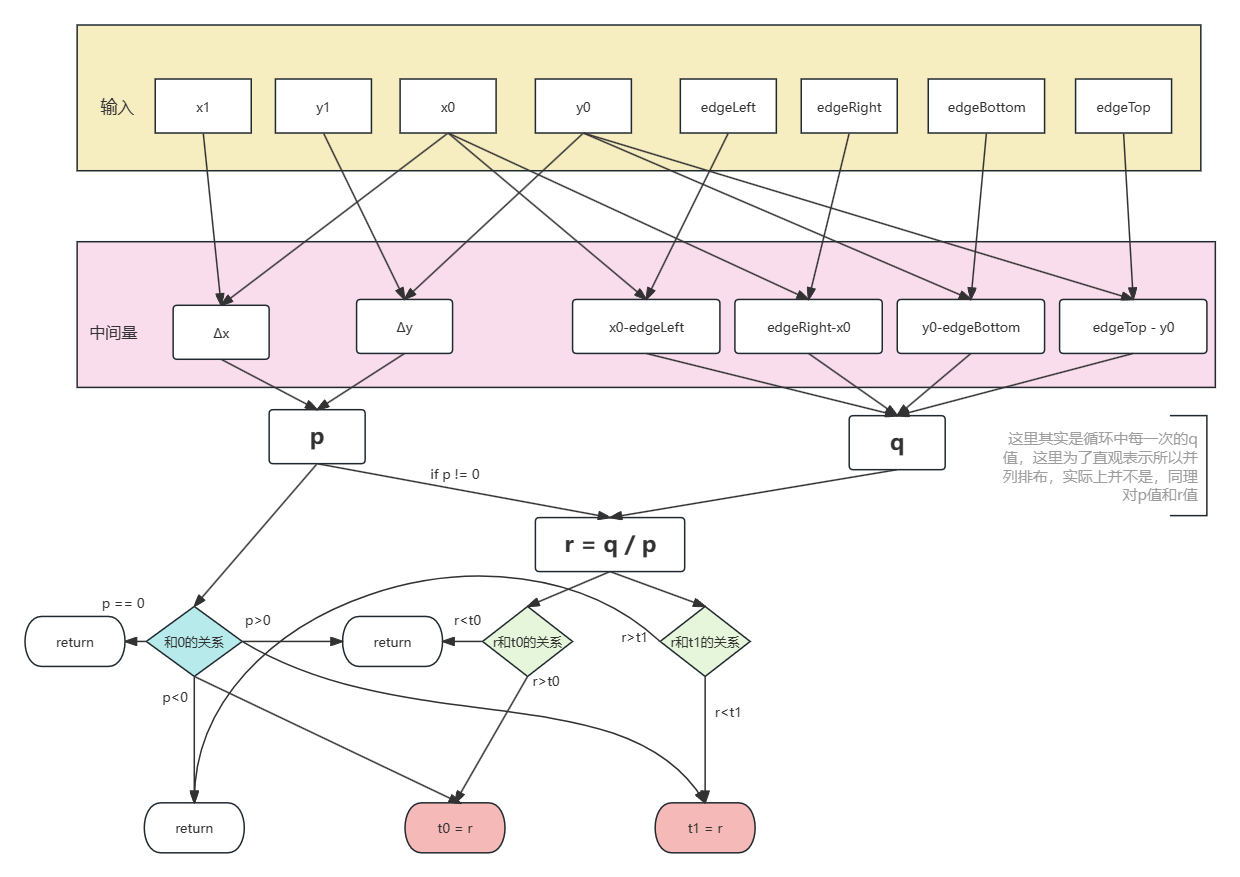 输入
x1
y1
x0
y0
edgeLeft
edgeRight
edgeBottom
edgeTop
中间量
Δx
Δy
x0-edgeLeft
edgeRight-x0
y0-edgeBottom
edgeTop - y0
p
q
这里其实是循环中每一次的q
值，这里为了直观表示所以并
列排布，实际上并不是，同理
对p值和r值
if p != 0
r = q / p
p == 0
p>0
r<t0
r>t1
return
和0的关系
return
r和t0的关系
r和t1的关系
r>t0
p<0
r<t1
return
t0 = r
t1 = r